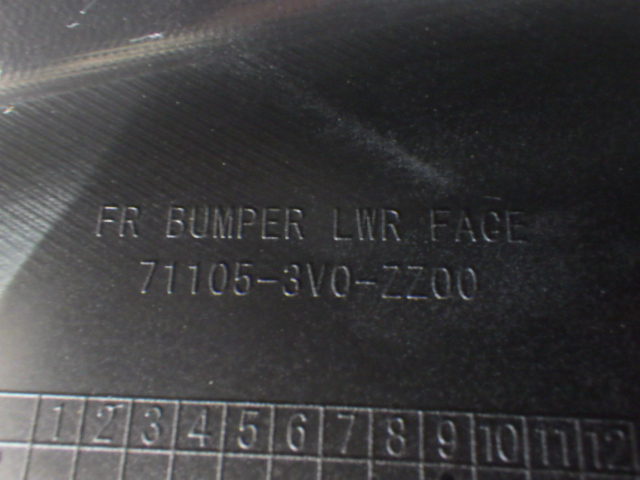 FR BUMPER LWR FACE
71105-3V0-ZZ00
1 2 3 4 5 6 7 8 9 10 11 12